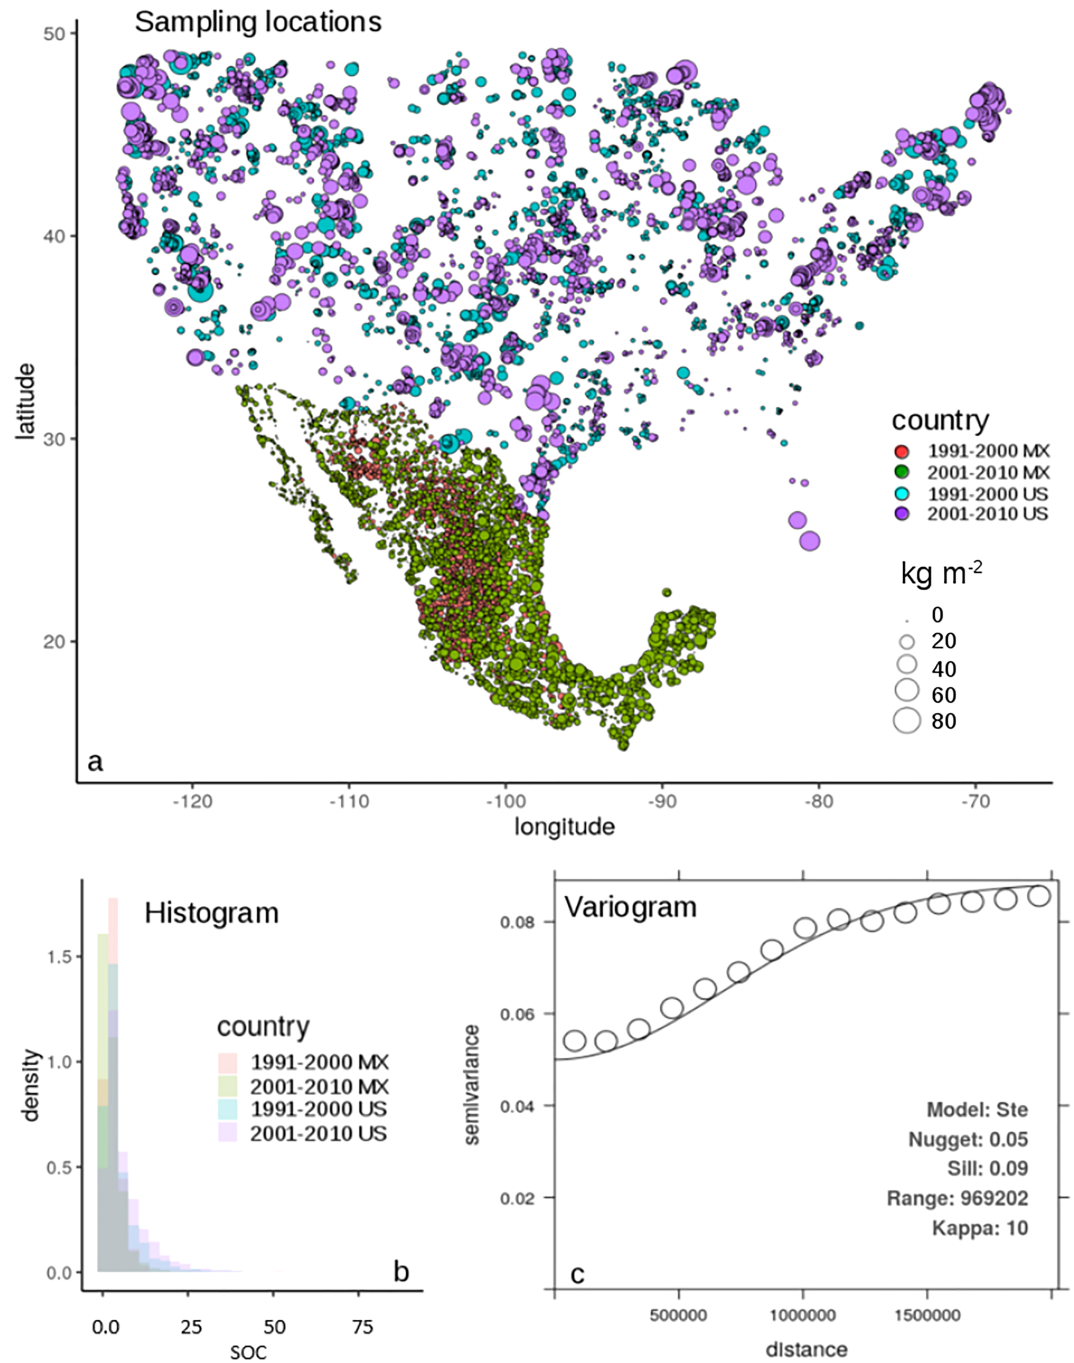 Sampling locations
50
40
30
20
latitude
-120
-110
-100
-90
-80
-70
longitude
a
country
1991-2000 MX
2001-2010 MX
1991-2000 US
2001-2010 US
kg m-2
0
20
40
60
80
Histogram
1.5
1.0
0.5
0.0
density
country
1991-2000 MX
2001-2010 MX
1991-2000 US
2001-2010 US
b
0.0
25
50
75
SOC
Variogram
0.08
0.06
0.04
0.02
semivariance
Model: Ste
Nugget: 0.05
Sill: 0.09
Range: 969202
Kappa: 10
c
500000
1000000
1500000
distance